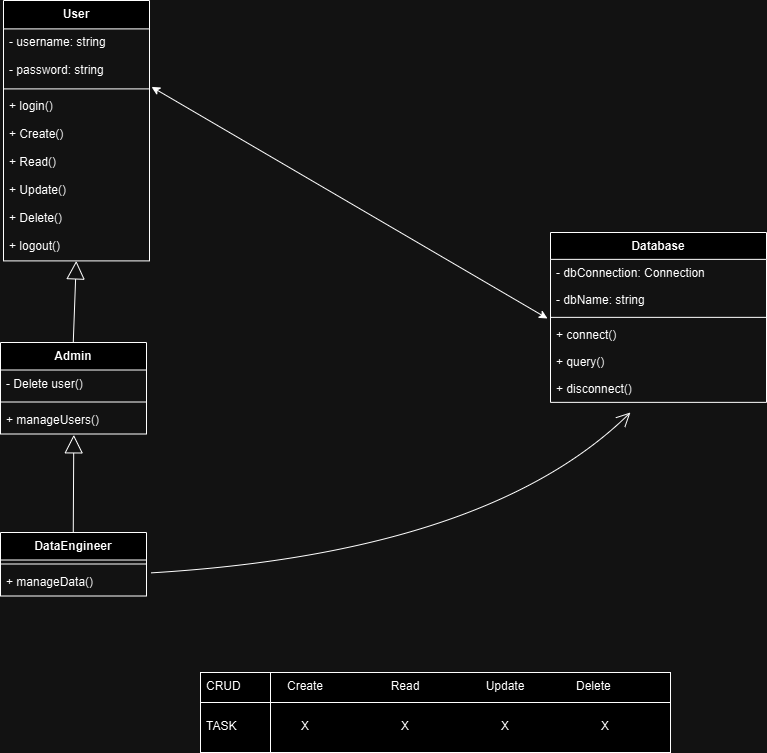 User
- username: string
- password: string
+ login()
+ Create()
+ Read()
+ Update()
+ Delete()
+ logout()
Database
- dbConnection: Connection
- dbName: string
+ connect()
+ query()
+ disconnect()
Admin
- Delete user()
+ manageUsers()
DataEngineer
+ manageData()
CRUD Create Read Update Delete
TASK X X X X